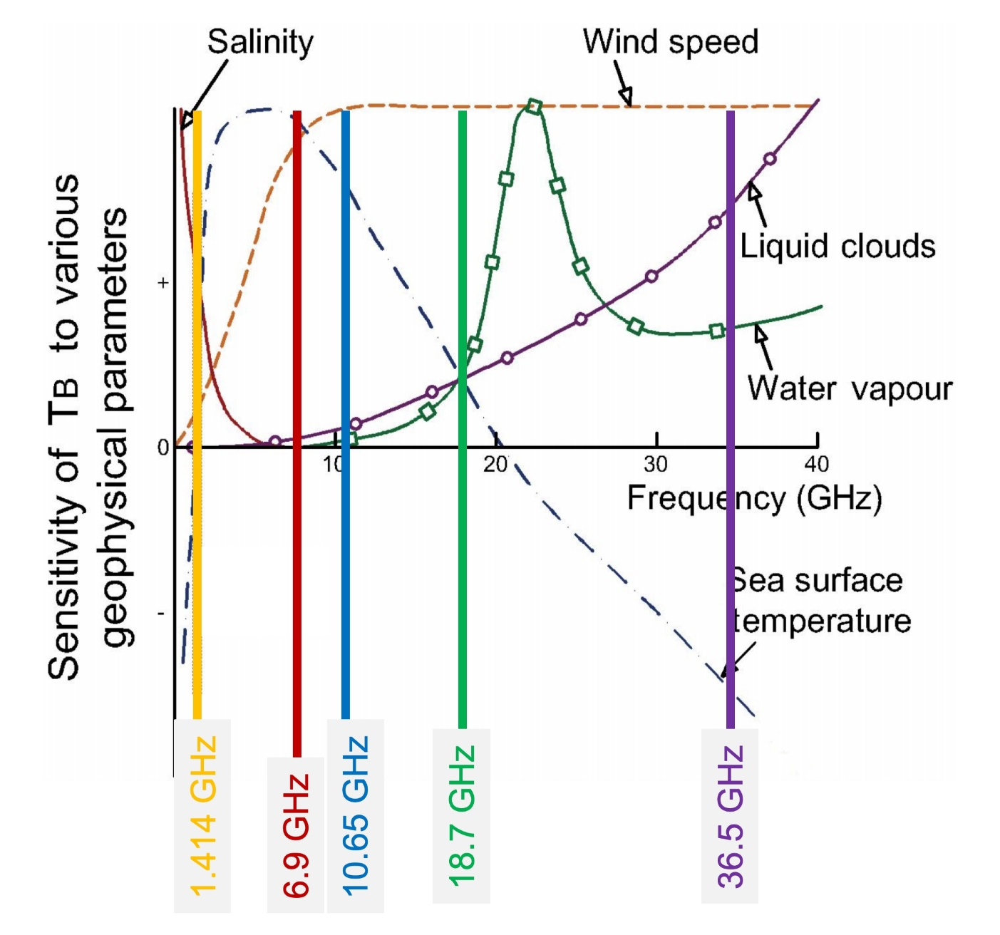 Salinity
Wind speed
Sensitivity of TB to various
geophysical parameters
+
0
-
10
20
30
40
Liquid clouds
Water vapour
Frequency (GHz)
Sea surface
temperature
1.414 GHz
6.9 GHz
10.65 GHz
18.7 GHz
36.5 GHz